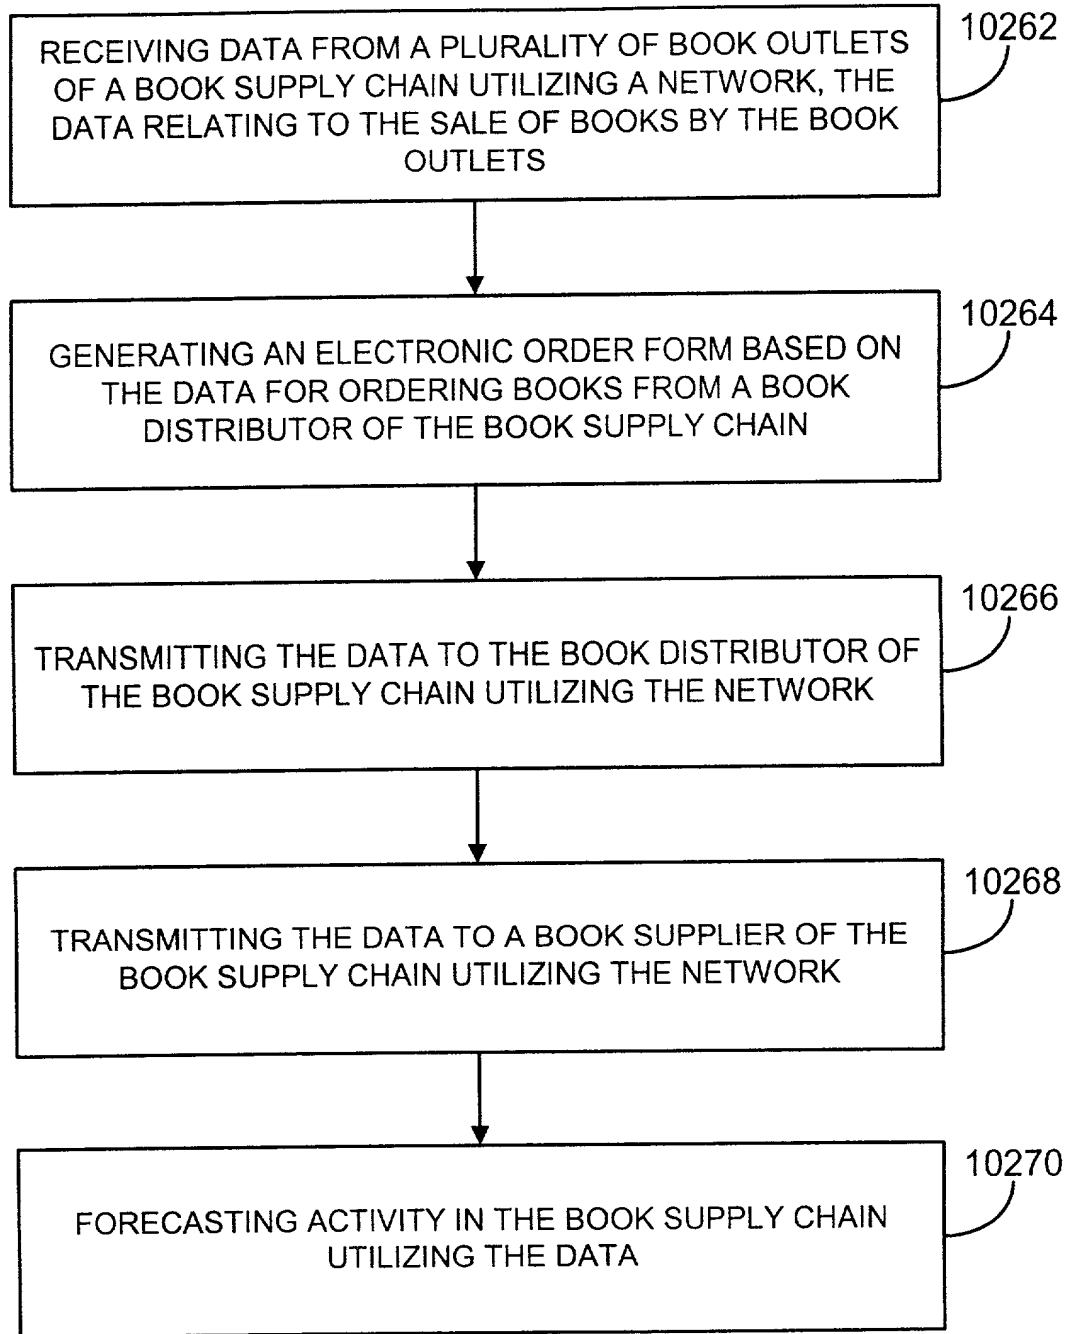 10262
RECEIVING DATA FROM A PLURALITY OF BOOK OUTLETS
OF A BOOK SUPPLY CHAIN UTILIZING A NETWORK, THE
DATA RELATING TO THE SALE OF BOOKS BY THE BOOK
OUTLETS
10264
GENERATING AN ELECTRONIC ORDER FORM BASED ON
THE DATA FOR ORDERING BOOKS FROM A BOOK
DISTRIBUTOR OF THE BOOK SUPPLY CHAIN
10266
TRANSMITTING THE DATA TO THE BOOK DISTRIBUTOR OF
THE BOOK SUPPLY CHAIN UTILIZING THE NETWORK
10268
TRANSMITTING THE DATA TO A BOOK SUPPLIER OF THE
BOOK SUPPLY CHAIN UTILIZING THE NETWORK
10270
FORECASTING ACTIVITY IN THE BOOK SUPPLY CHAIN
UTILIZING THE DATA